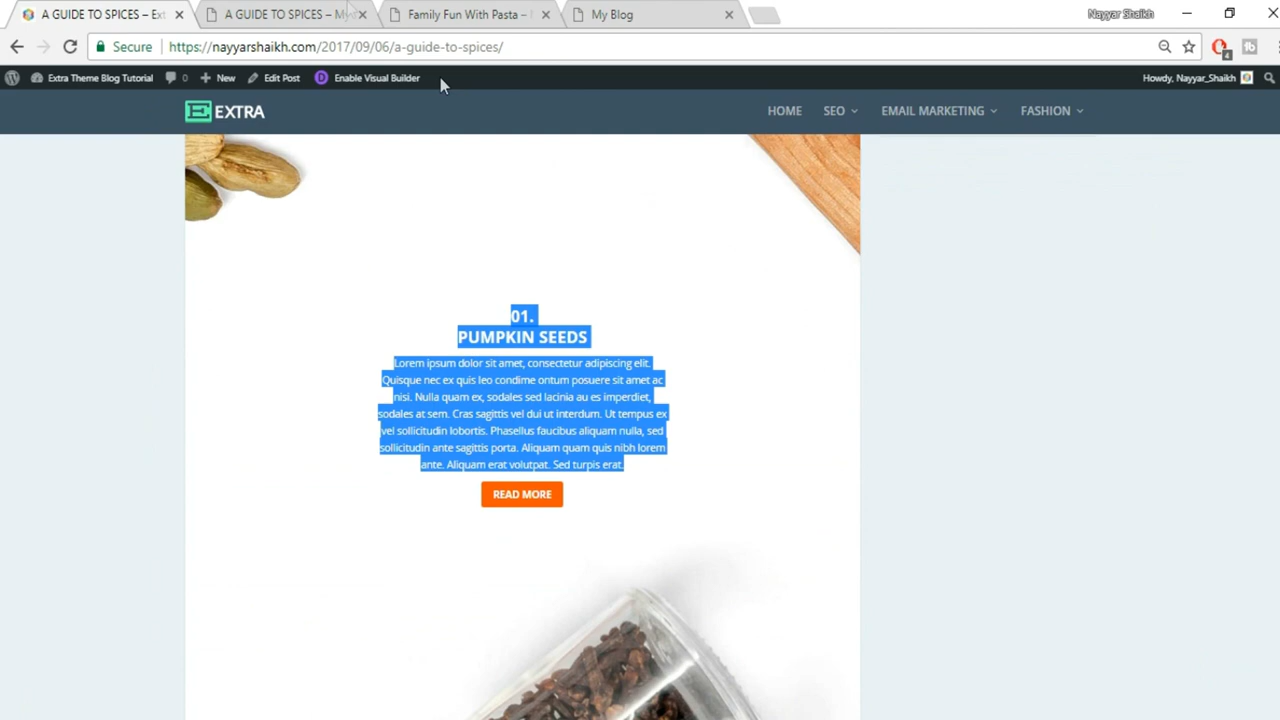 A GUIDE TO SPICES – Ext
A GUIDE TO SPICES – My
Family Fun With Pasta –
My Blog
Nayyar Shaikh
Secure
https://nayyarshaikh.com/2017/09/06/a-guide-to-spices/
4
Extra Theme Blog Tutorial
0
New
Edit Post
D
Enable Visual Builder
Howdy, Nayyar_Shaikh
E EXTRA
HOME
SEO
EMAIL MARKETING
FASHION
01.
PUMPKIN SEEDS
Lorem ipsum dolor sit amet, consectetur adipiscing elit.
Quisque nec ex quis leo condime ontum posuere sit amet ac
nisi. Nulla quam ex, sodales sed lacinia au es imperdiet,
sodales at sem. Cras sagittis vel dui ut interdum. Ut tempus ex
vel sollicitudin lobortis. Phasellus faucibus aliquam nulla, sed
sollicitudin ante sagittis porta. Aliquam quam quis nibh lorem
ante. Aliquam erat volutpat. Sed turpis erat.
READ MORE